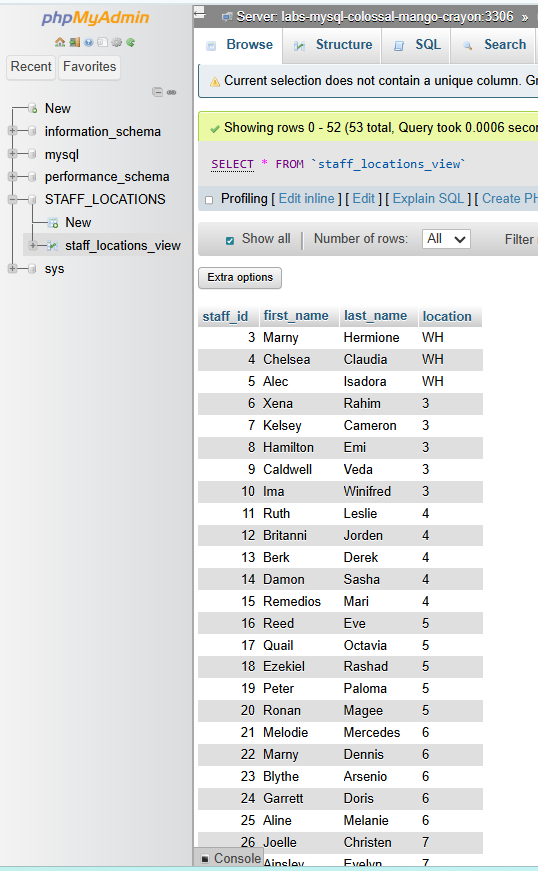 phpMyAdmin
Recent Favorites
New
information_schema
mysql
performance_schema
STAFF_LOCATIONS
New
staff_locations_view
sys
Server: labs-mysql-colossal-mango-crayon:3306 »
Browse Structure SQL Search
Current selection does not contain a unique column. Gr
Showing rows 0 - 52 (53 total, Query took 0.0006 secon
SELECT * FROM `staff_locations_view`
Profiling [ Edit inline ] [ Edit ] [ Explain SQL ] [ Create PH
Show all Number of rows: All Filter
Extra options
staff_id first_name last_name location
3 Marny Hermione WH
4 Chelsea Claudia WH
5 Alec Isadora WH
6 Xena Rahim 3
7 Kelsey Cameron 3
8 Hamilton Emi 3
9 Caldwell Veda 3
10 Ima Winifred 3
11 Ruth Leslie 4
12 Britanni Jorden 4
13 Berk Derek 4
14 Damon Sasha 4
15 Remedios Mari 4
16 Reed Eve 5
17 Quail Octavia 5
18 Ezekiel Rashad 5
19 Peter Paloma 5
20 Ronan Magee 5
21 Melodie Mercedes 6
22 Marny Dennis 6
23 Blythe Arsenio 6
24 Garrett Doris 6
25 Aline Melanie 6
26 Joelle Christen 7
Console Ainsley Evelyn 7